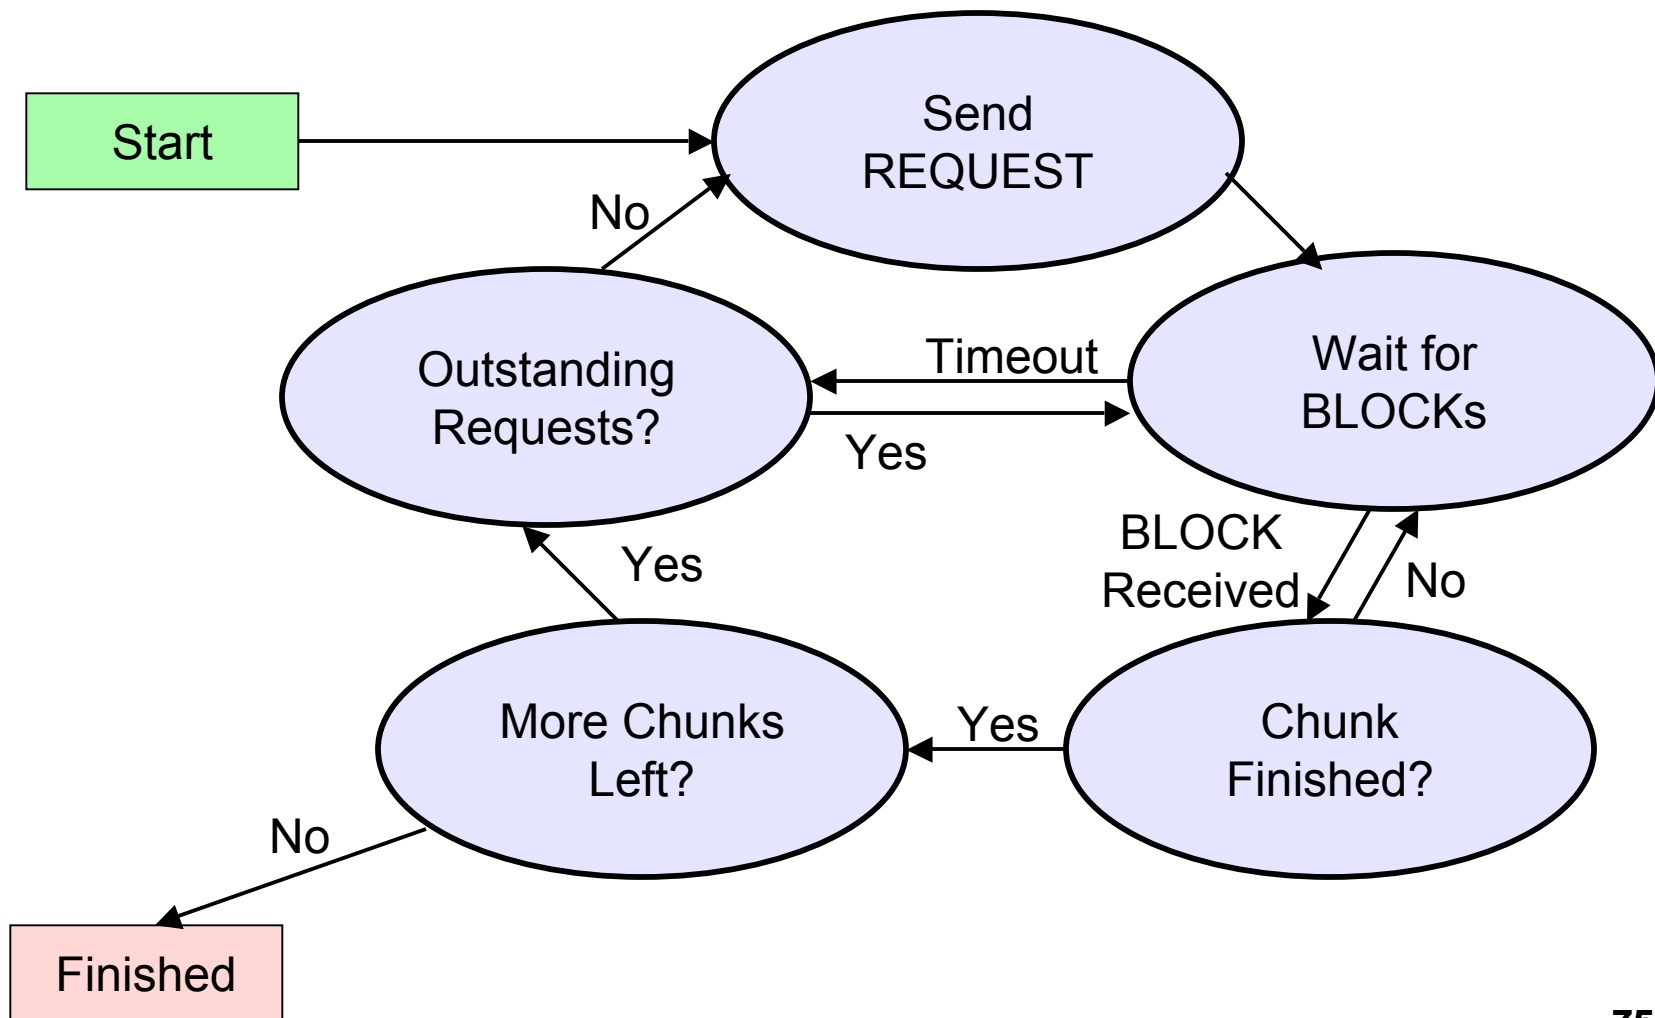 Send
REQUEST
Start
No
Outstanding
Requests?
Timeout
Yes
Wait for
BLOCKs
BLOCK
Received
No
Yes
More Chunks
Left?
Yes
Chunk
Finished?
No
Finished
75